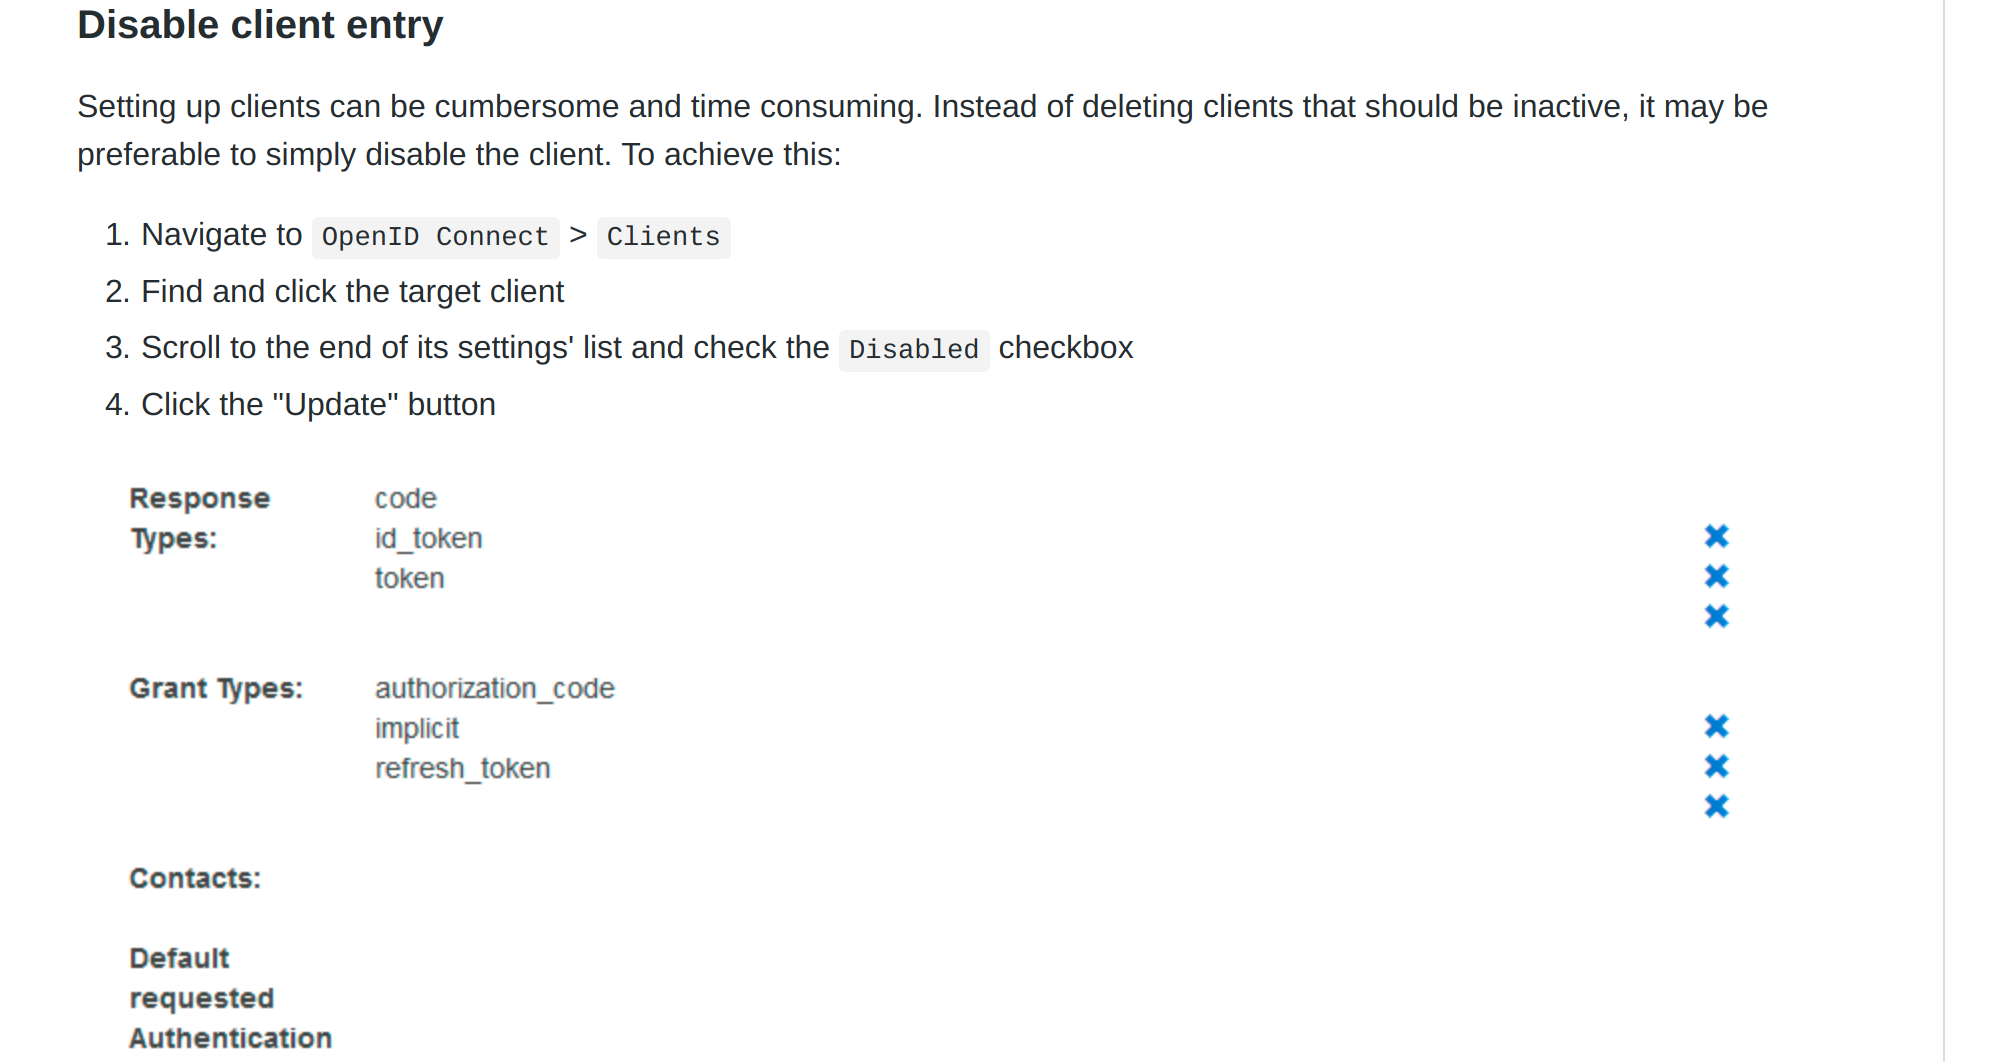 Disable client entry
Setting up clients can be cumbersome and time consuming. Instead of deleting clients that should be inactive, it may be
preferable to simply disable the client. To achieve this:
1. Navigate to OpenID Connect > Clients
2. Find and click the target client
3. Scroll to the end of its settings' list and check the Disabled checkbox
4. Click the "Update" button
Response code
Types: id_token
token
Grant Types: authorization_code
implicit
refresh_token
Contacts:
Default
requested
Authentication